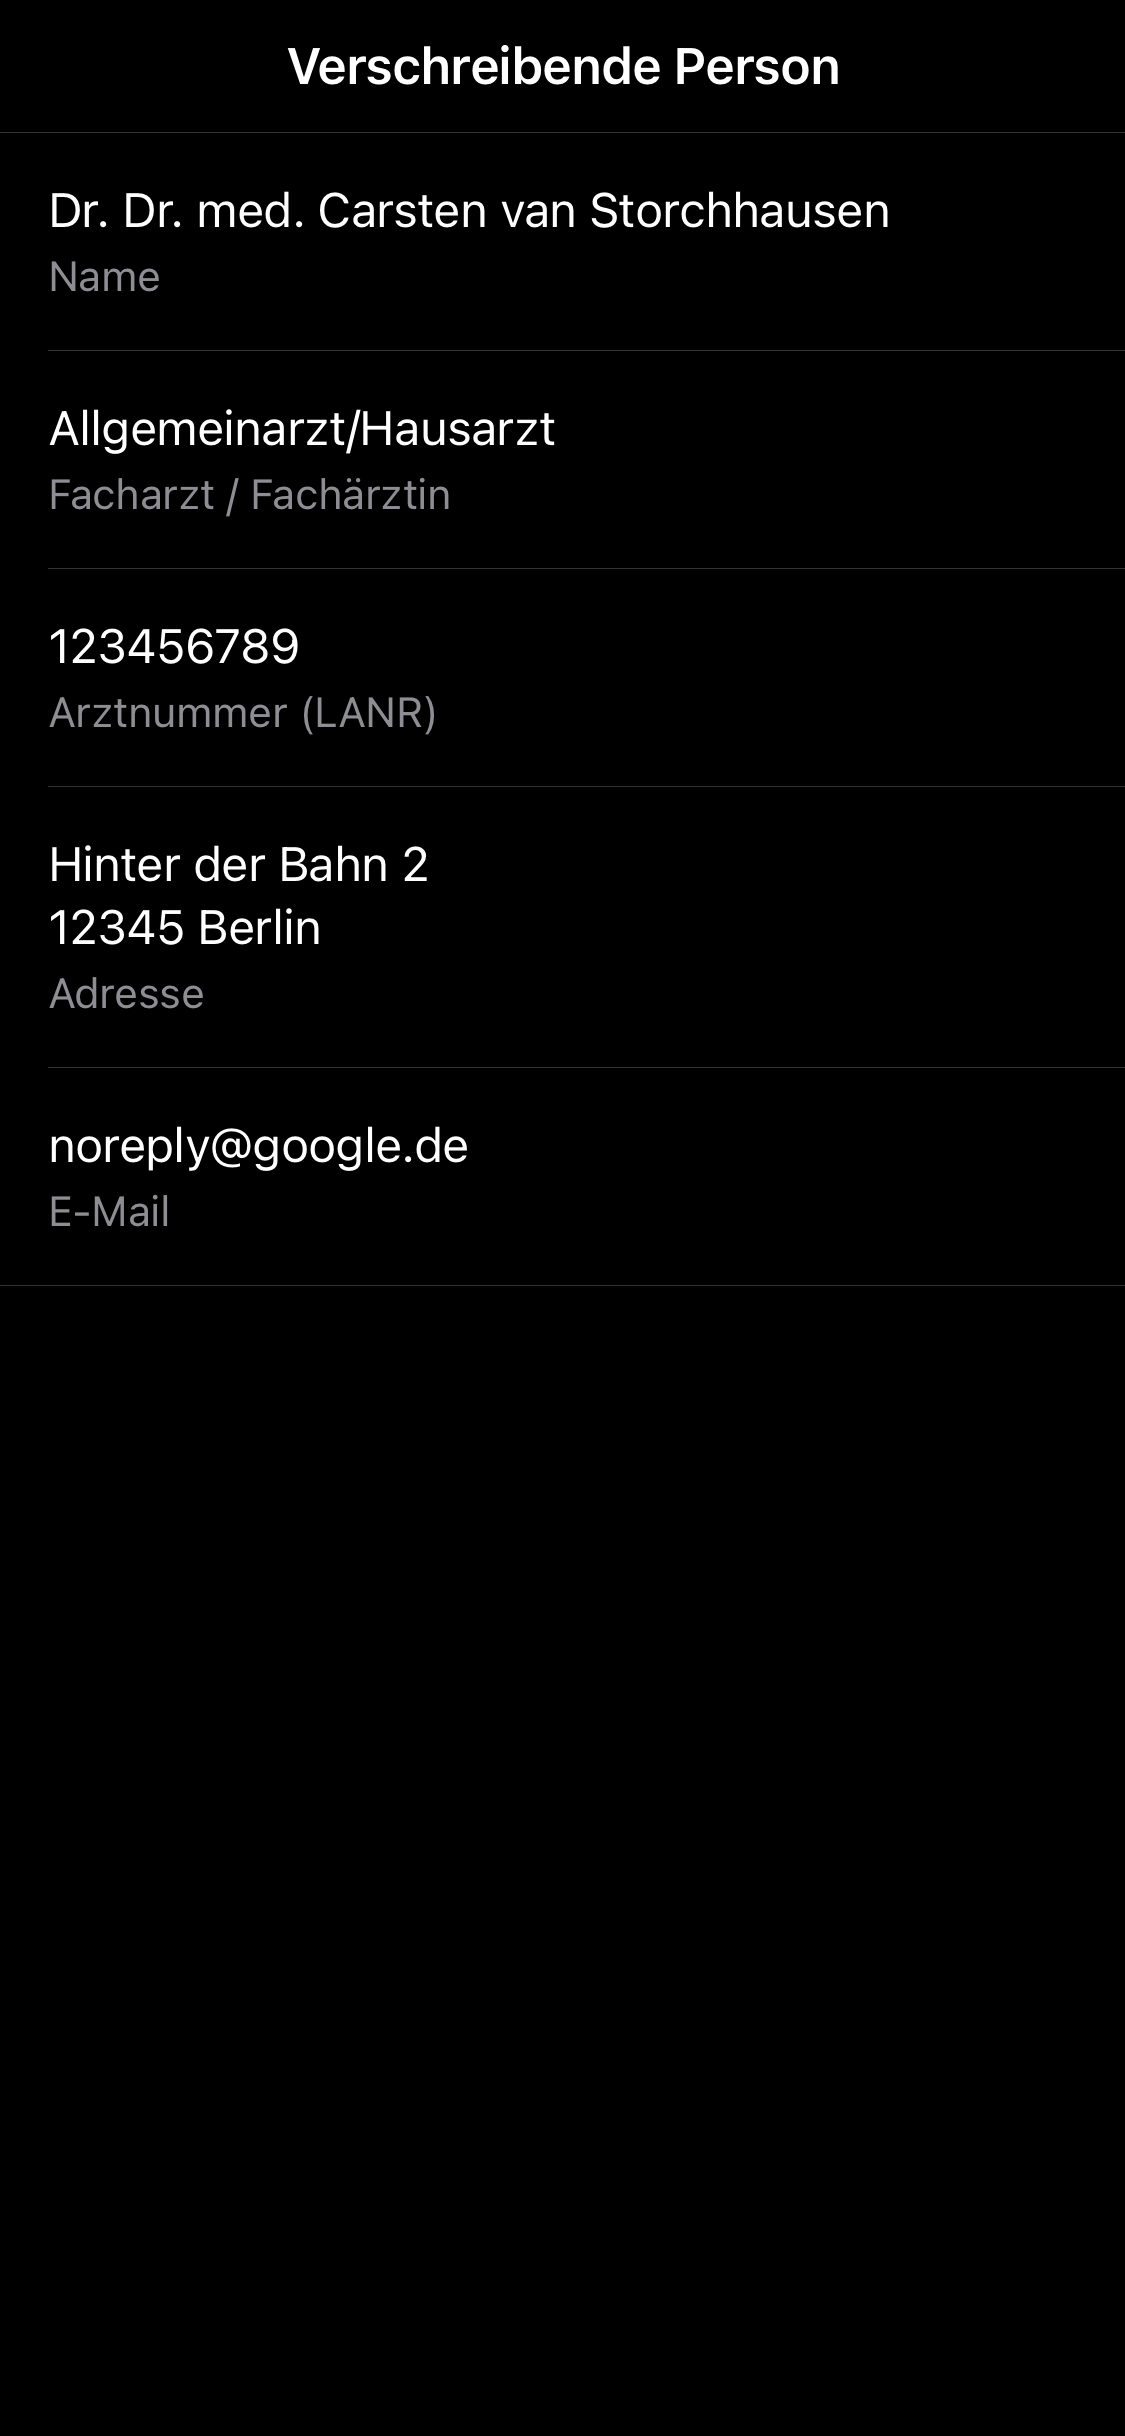 Verschreibende Person
Dr. Dr. med. Carsten van Storchhausen
Name
Allgemeinarzt/Hausarzt
Facharzt / Fachärztin
123456789
Arztnummer (LANR)
Hinter der Bahn 2
12345 Berlin
Adresse
noreply@google.de
E-Mail